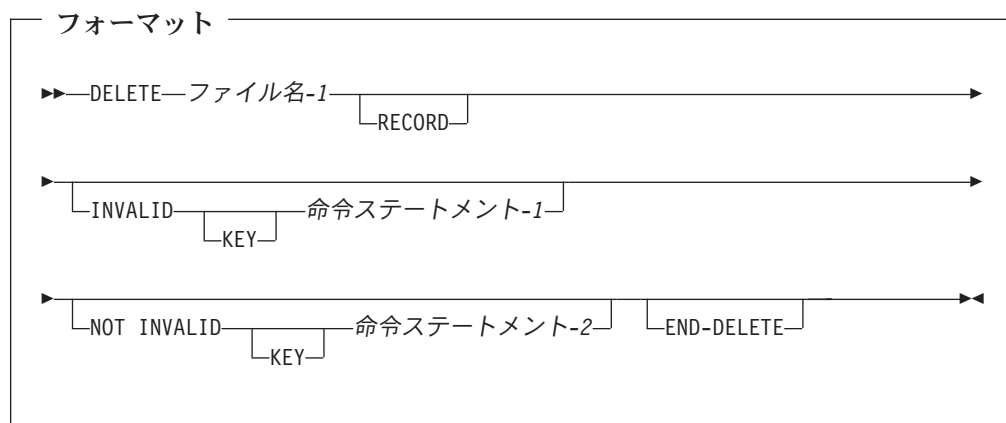 フォーマット
DELETE ファイル名-1
RECORD
INVALID 命令ステートメント-1
KEY
NOT INVALID 命令ステートメント-2 END-DELETE
KEY